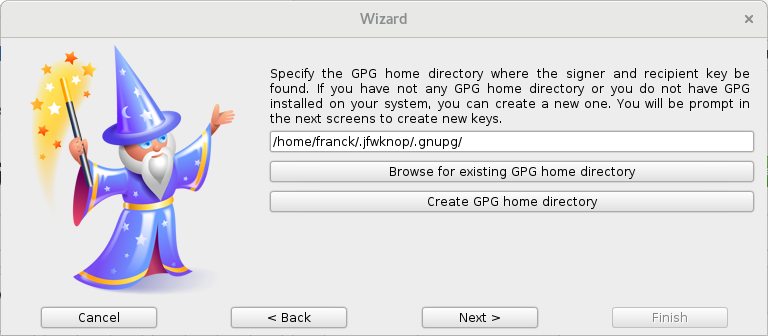 Wizard
Specify the GPG home directory where the signer and recipient key be
found. If you have not any GPG home directory or you do not have GPG
installed on your system, you can create a new one. You will be prompt in
the next screens to create new keys.
/home/franck/.jfwknop/.gnupg/
Browse for existing GPG home directory
Create GPG home directory
Cancel
< Back
Next >
Finish